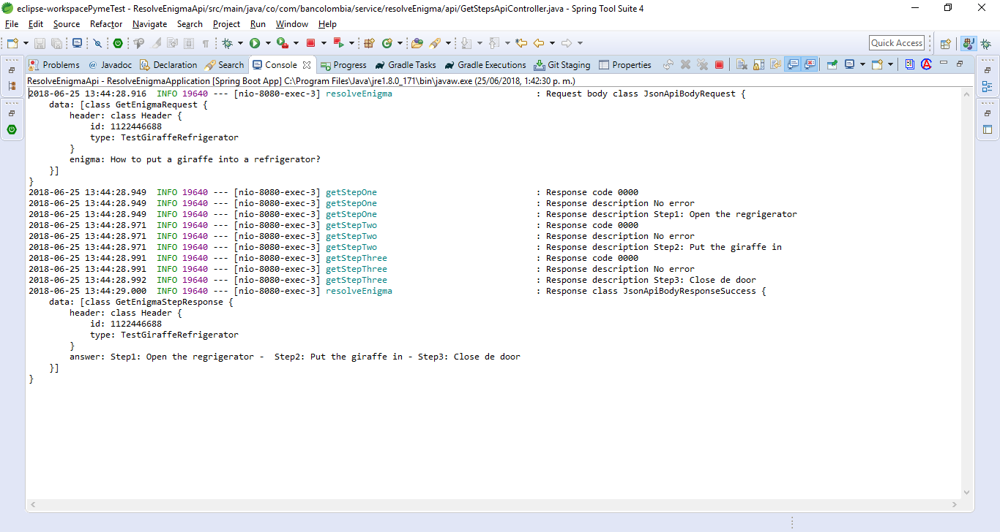 eclipse-workspacePymeTest - ResolveEnigmaApi/src/main/java/co/com/bancolombia/service/resolveEnigma/api/GetStepsApiController.java - Spring Tool Suite 4
File Edit Source Refactor Navigate Search Project Run Window Help
Quick Access
Problems @ Javadoc Declaration Search Console Progress Gradle Tasks Gradle Executions Git Staging Properties
ResolveEnigmaApi - ResolveEnigmaApplication [Spring Boot App] C:\Program Files\Java\jre1.8.0_171\bin\javaw.exe (25/06/2018, 1:42:30 p. m.)
2018-06-25 13:44:28.916  INFO 19640 --- [nio-8080-exec-3] resolveEnigma                            : Request body class JsonApiBodyRequest {
    data: [class GetEnigmaRequest {
        header: class Header {
            id: 1122446688
            type: TestGiraffeRefrigerator
        }
        enigma: How to put a giraffe into a refrigerator?
    }]
}
2018-06-25 13:44:28.949  INFO 19640 --- [nio-8080-exec-3] getStepOne                               : Response code 0000
2018-06-25 13:44:28.949  INFO 19640 --- [nio-8080-exec-3] getStepOne                               : Response description No error
2018-06-25 13:44:28.949  INFO 19640 --- [nio-8080-exec-3] getStepOne                               : Response description Step1: Open the regrigerator
2018-06-25 13:44:28.971  INFO 19640 --- [nio-8080-exec-3] getStepTwo                               : Response code 0000
2018-06-25 13:44:28.971  INFO 19640 --- [nio-8080-exec-3] getStepTwo                               : Response description No error
2018-06-25 13:44:28.971  INFO 19640 --- [nio-8080-exec-3] getStepTwo                               : Response description Step2: Put the giraffe in
2018-06-25 13:44:28.991  INFO 19640 --- [nio-8080-exec-3] getStepThree                             : Response code 0000
2018-06-25 13:44:28.991  INFO 19640 --- [nio-8080-exec-3] getStepThree                             : Response description No error
2018-06-25 13:44:28.992  INFO 19640 --- [nio-8080-exec-3] getStepThree                             : Response description Step3: Close de door
2018-06-25 13:44:29.000  INFO 19640 --- [nio-8080-exec-3] resolveEnigma                            : Response class JsonApiBodyResponseSuccess {
    data: [class GetEnigmaStepResponse {
        header: class Header {
            id: 1122446688
            type: TestGiraffeRefrigerator
        }
        answer: Step1: Open the regrigerator -  Step2: Put the giraffe in - Step3: Close de door
    }]
}